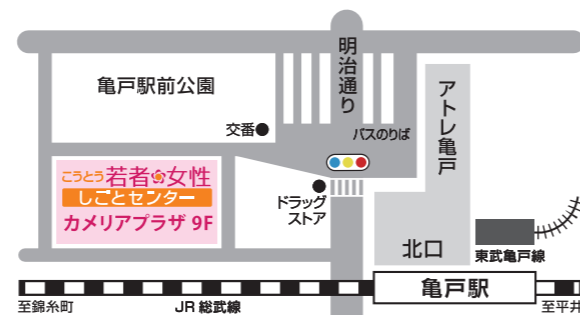 亀戸駅前公園
明治通り
アトレ亀戸
交番
バスのりば
こうとう若者女性
しごとセンター
カメリアプラザ 9F
ドラッグ
ストア
北口
東武亀戸線
亀戸駅
至錦糸町
JR 総武線
至平井